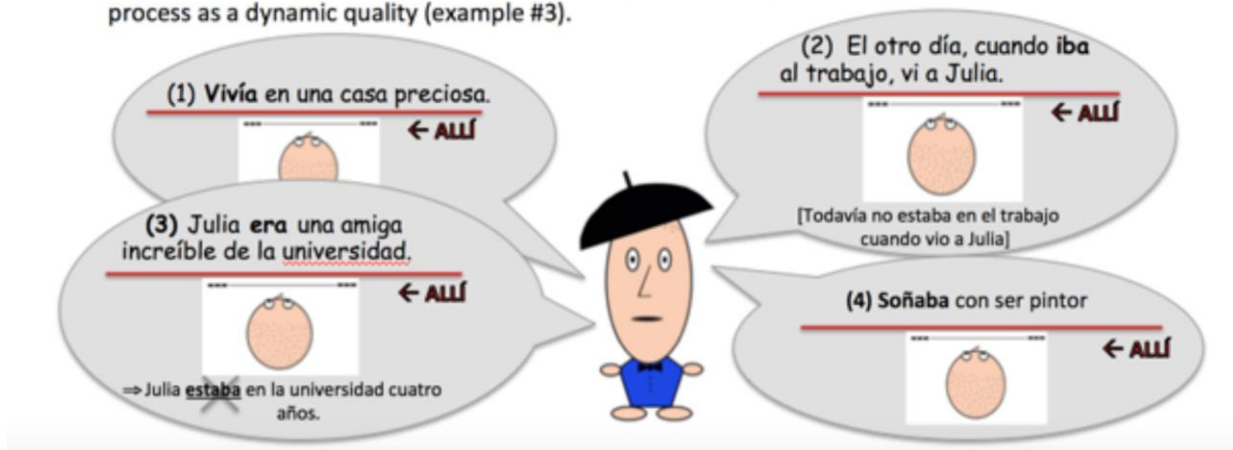 process as a dynamic quality (example #3).
(1) Vivía en una casa preciosa.
← ALLÍ
(2) El otro día, cuando iba
al trabajo, vi a Julia.
← ALLÍ
[Todavía no estaba en el trabajo
cuando vio a Julia]
(3) Julia era una amiga
increíble de la universidad.
← ALLÍ
⇒Julia estaba en la universidad cuatro
años.
(4) Soñaba con ser pintor
← ALLÍ